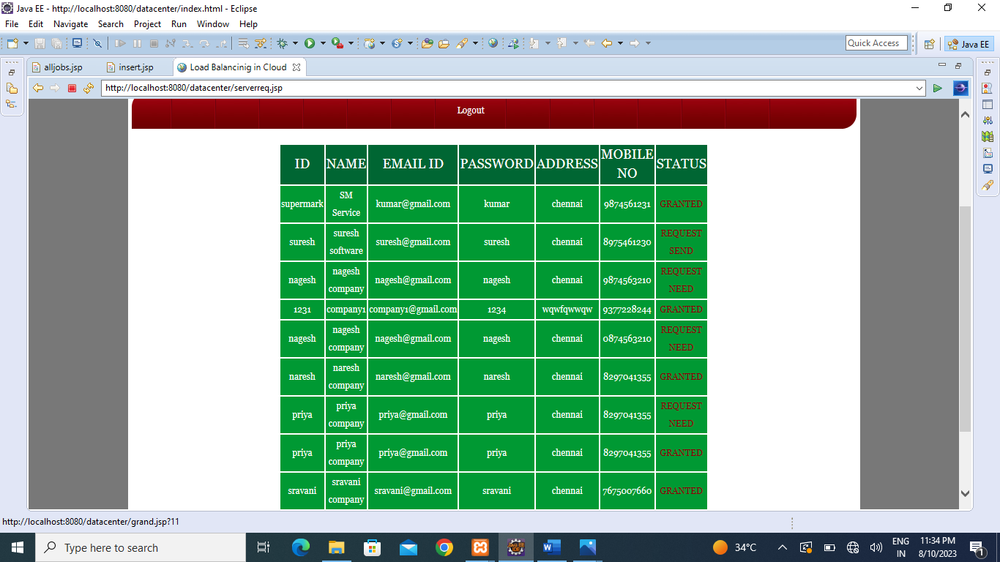 Java EE - http://localhost:8080/datacenter/index.html - Eclipse
File Edit Navigate Search Project Run Window Help
Quick Access
Java EE
alljobs.jsp insert.jsp Load Balancinig in Cloud
http://localhost:8080/datacenter/serverreq.jsp
Logout
ID NAME EMAIL ID PASSWORD ADDRESS MOBILE NO STATUS
supermark SM Service kumar@gmail.com kumar chennai 9874561231 GRANTED
suresh suresh software suresh@gmail.com suresh chennai 8975461230 REQUEST SEND
nagesh nagesh company nagesh@gmail.com nagesh chennai 9874563210 REQUEST NEED
1231 company1 company1@gmail.com 1234 wqwfqwwqw 9377228244 GRANTED
nagesh nagesh company nagesh@gmail.com nagesh chennai 0874563210 REQUEST NEED
naresh naresh company naresh@gmail.com naresh chennai 8297041355 GRANTED
priya priya company priya@gmail.com priya chennai 8297041355 REQUEST NEED
priya priya company priya@gmail.com priya chennai 8297041355 GRANTED
sravani sravani company sravani@gmail.com sravani chennai 7675007660 GRANTED
http://localhost:8080/datacenter/grand.jsp?11
Type here to search
34°C
ENG
IN
11:34 PM
8/10/2023
1